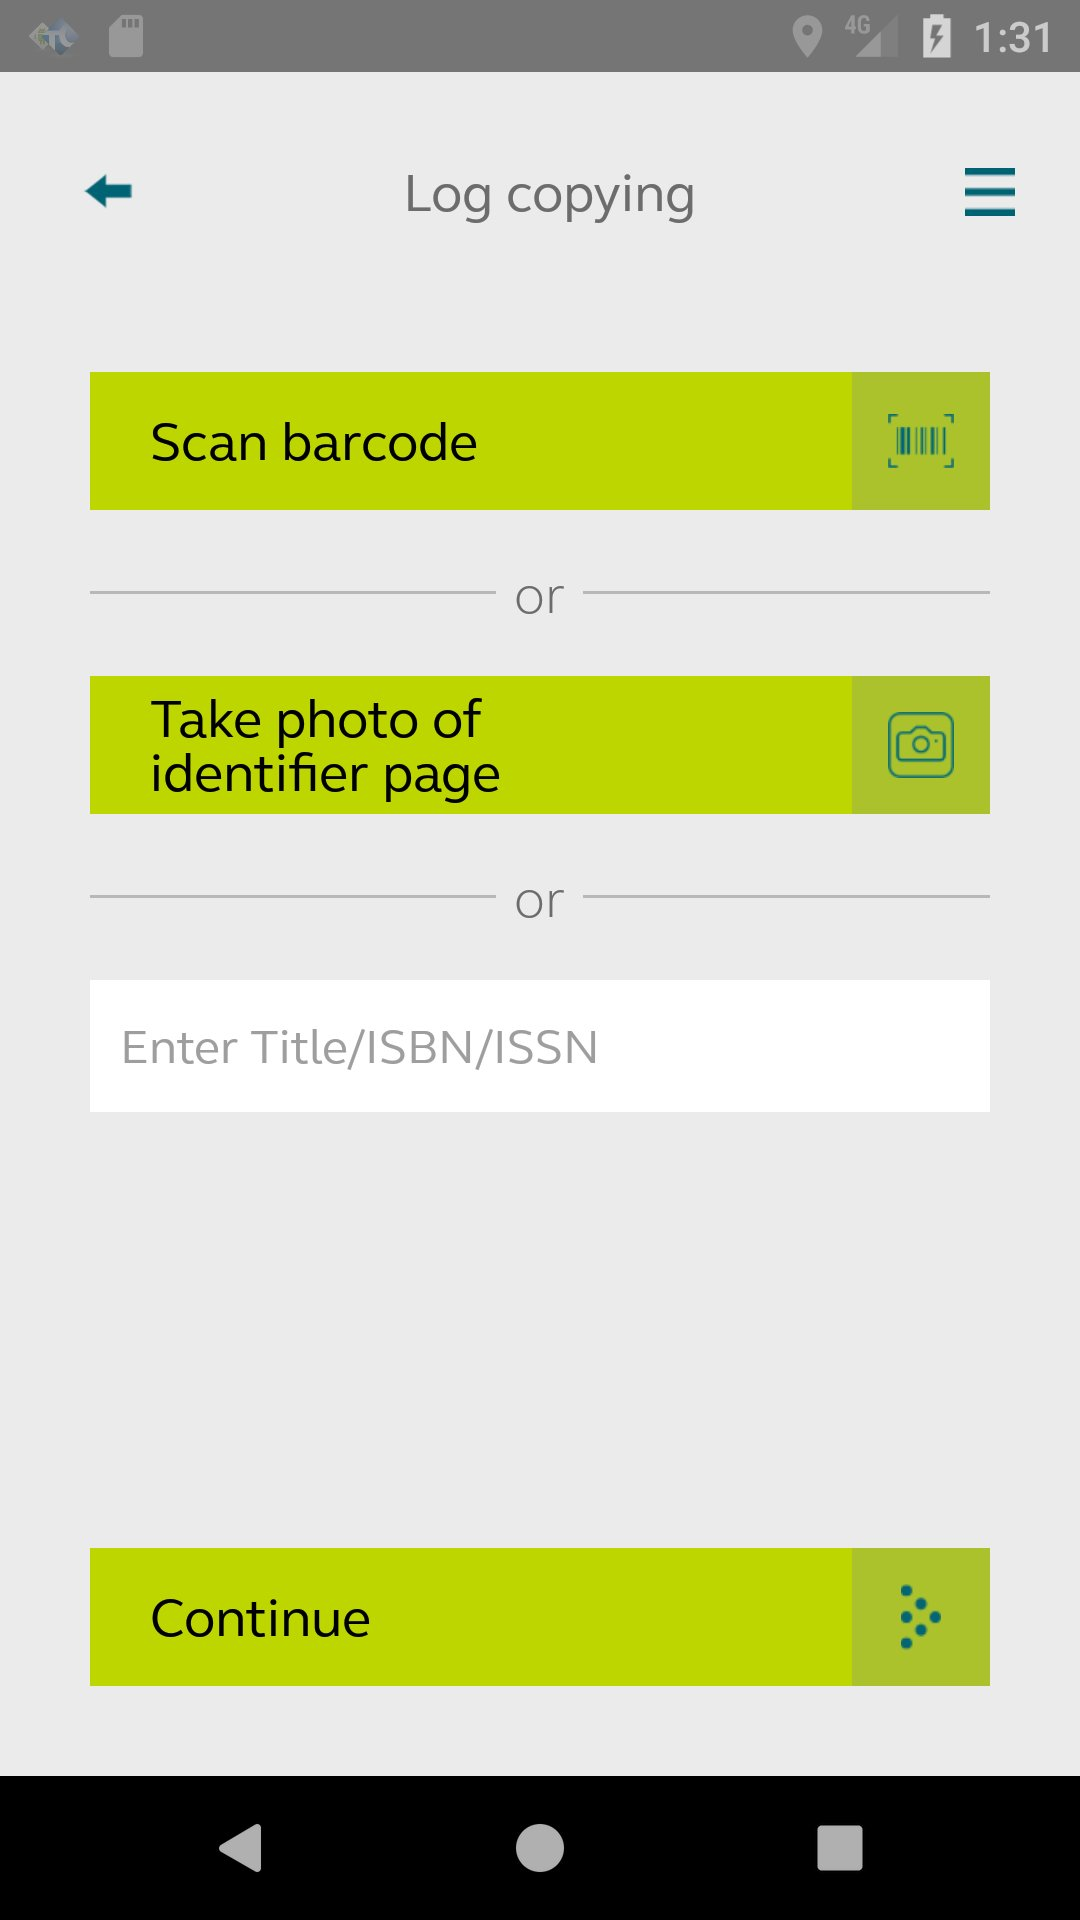 4G 1:31
Log copying
Scan barcode
or
Take photo of
identifier page
or
Enter Title/ISBN/ISSN
Continue